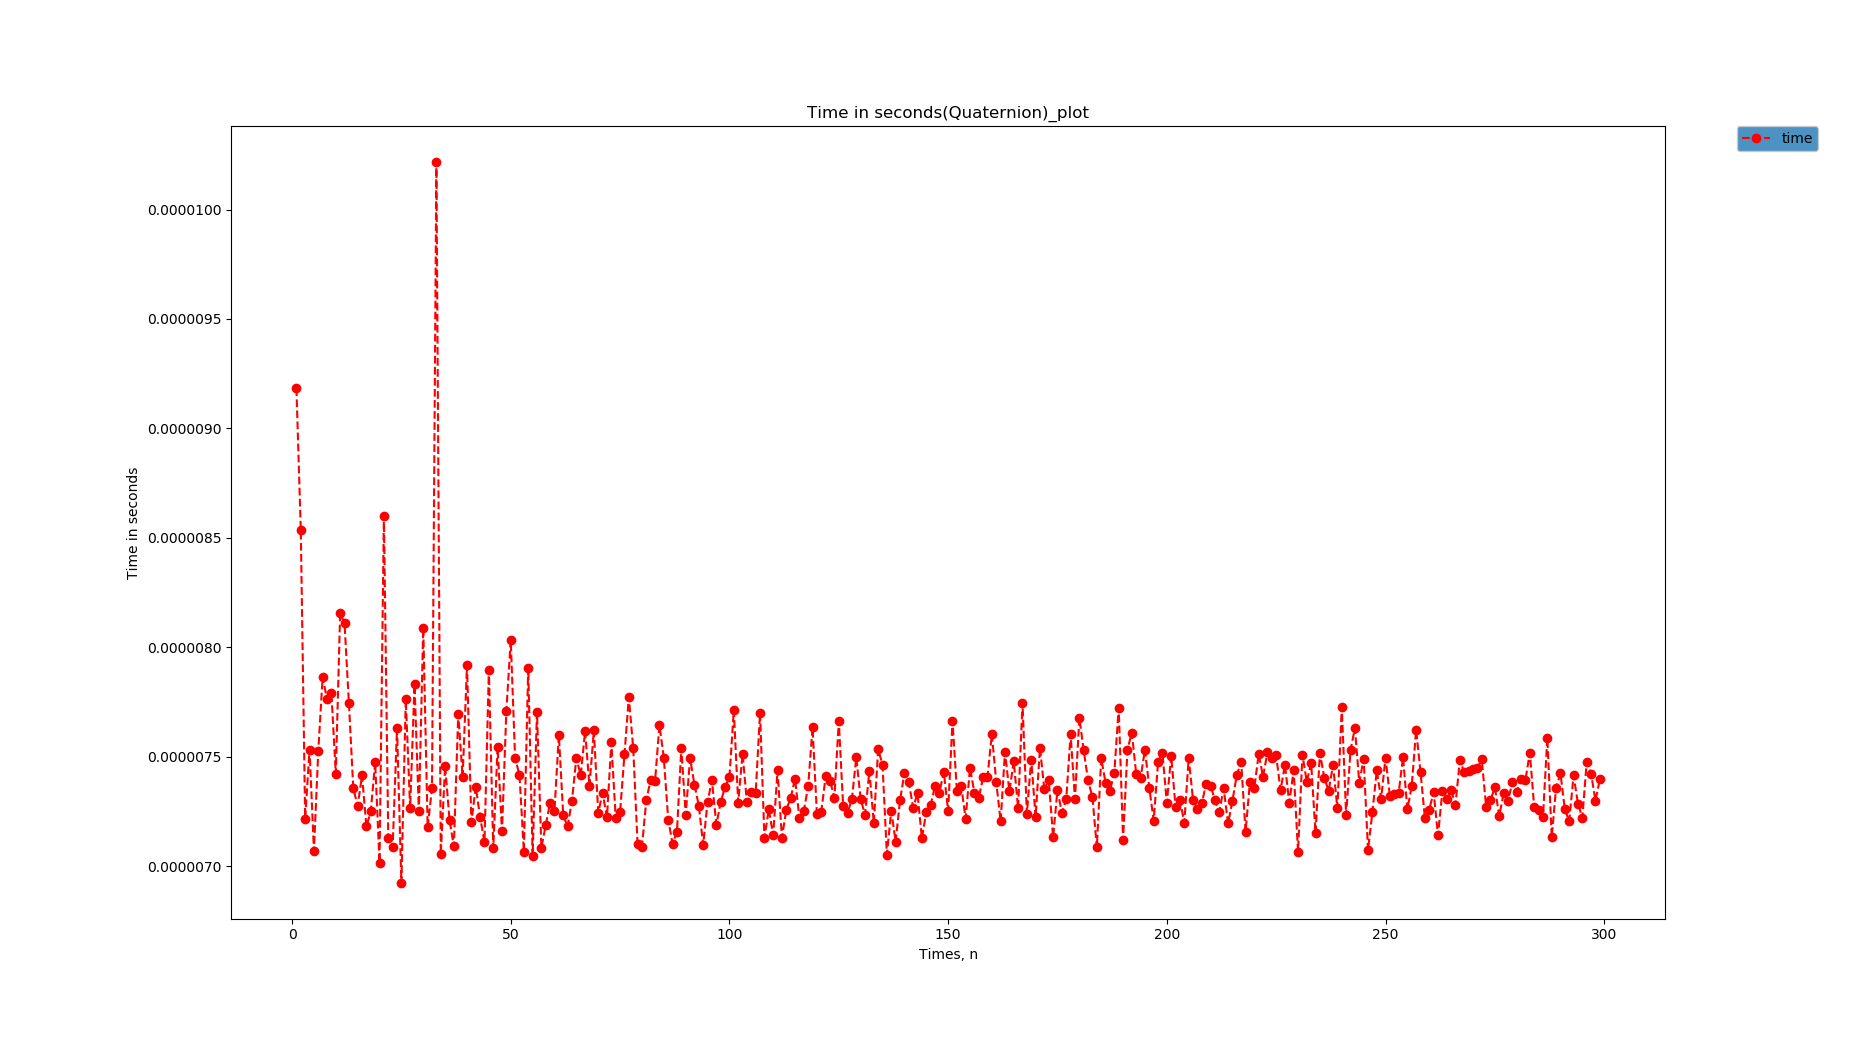 Time in seconds(Quaternion)_plot
time
0.0000100
0.0000095
0.0000090
0.0000085
0.0000080
0.0000075
0.0000070
Time in seconds
0 50 100 150 200 250 300
Times, n